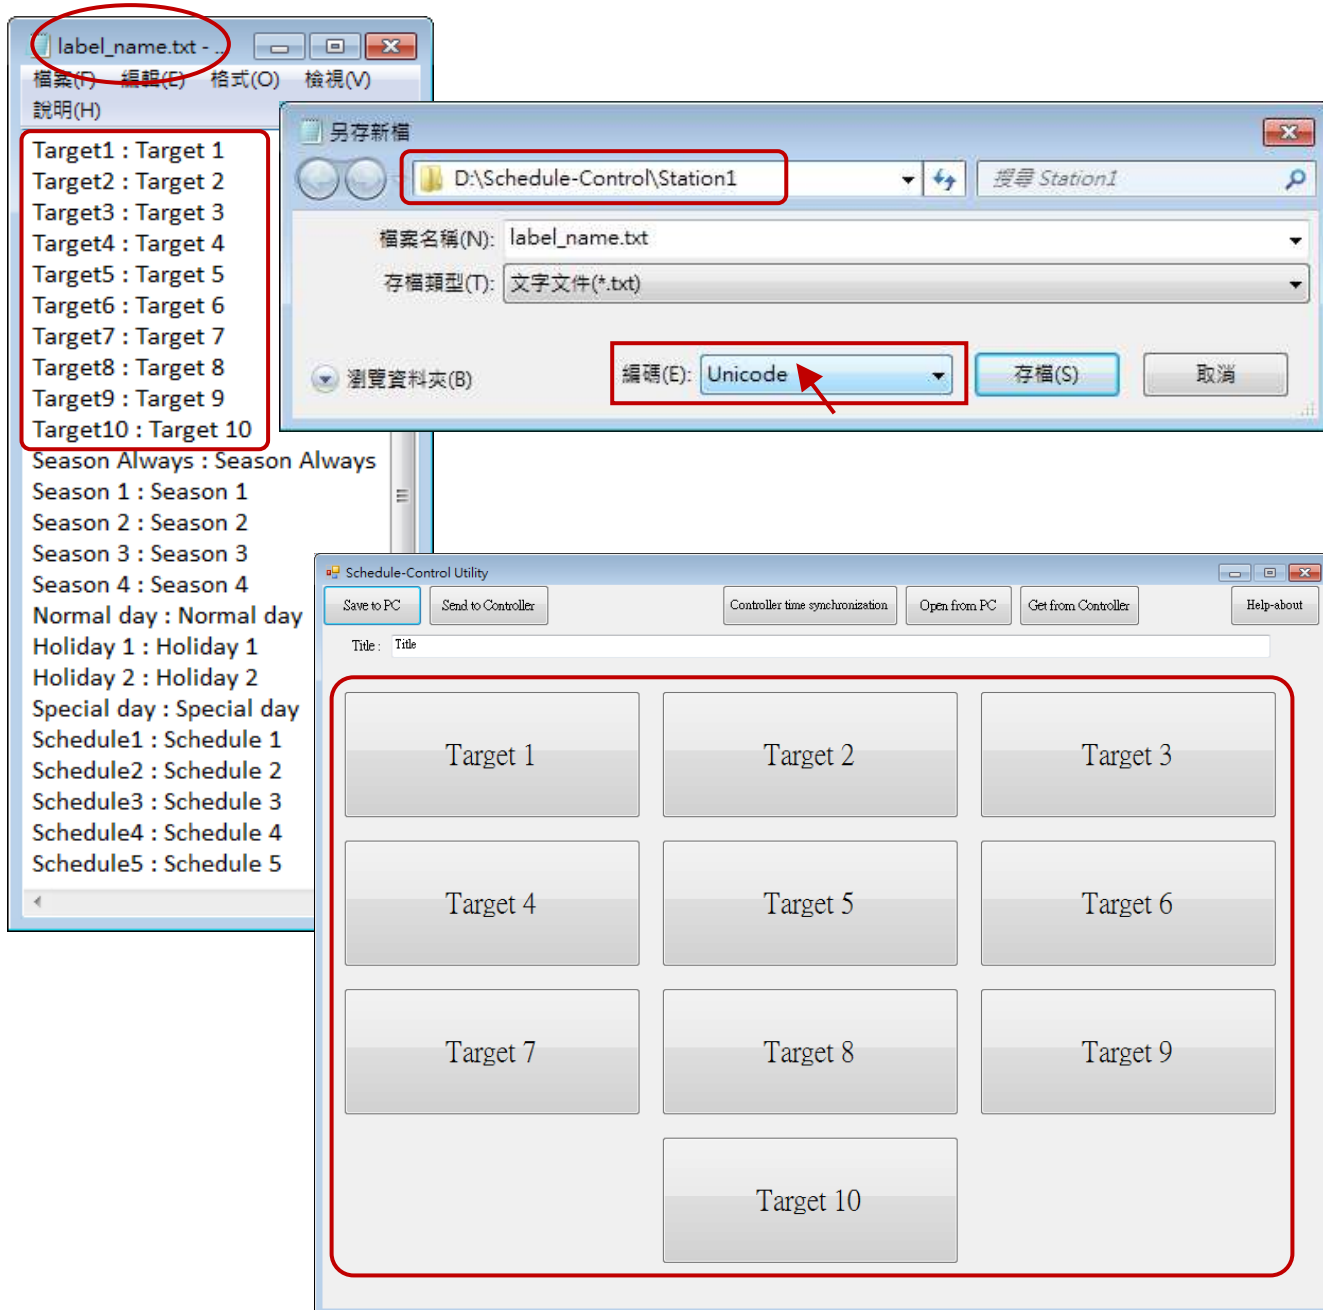 label_name.txt - ..
檔案(F) 編輯(E) 格式(O) 檢視(V)
說明(H)
Target1 : Target 1
Target2 : Target 2
Target3 : Target 3
Target4 : Target 4
Target5 : Target 5
Target6 : Target 6
Target7 : Target 7
Target8 : Target 8
Target9 : Target 9
Target10 : Target 10
Season Always : Season Always
Season 1 : Season 1
Season 2 : Season 2
Season 3 : Season 3
Season 4 : Season 4
Normal day : Normal day
Holiday 1 : Holiday 1
Holiday 2 : Holiday 2
Special day : Special day
Schedule1 : Schedule 1
Schedule2 : Schedule 2
Schedule3 : Schedule 3
Schedule4 : Schedule 4
Schedule5 : Schedule 5
另存新檔
D:\Schedule-Control\Station1
搜尋 Station1
檔案名稱(N): label_name.txt
存檔類型(T): 文字文件(*.txt)
瀏覽資料夾(B) 編碼(E): Unicode 存檔(S) 取消
Schedule-Control Utility
Save to PC Send to Controller Controller time synchronization Open from PC Get from Controller Help-about
Title : Title
Target 1 Target 2 Target 3
Target 4 Target 5 Target 6
Target 7 Target 8 Target 9
Target 10